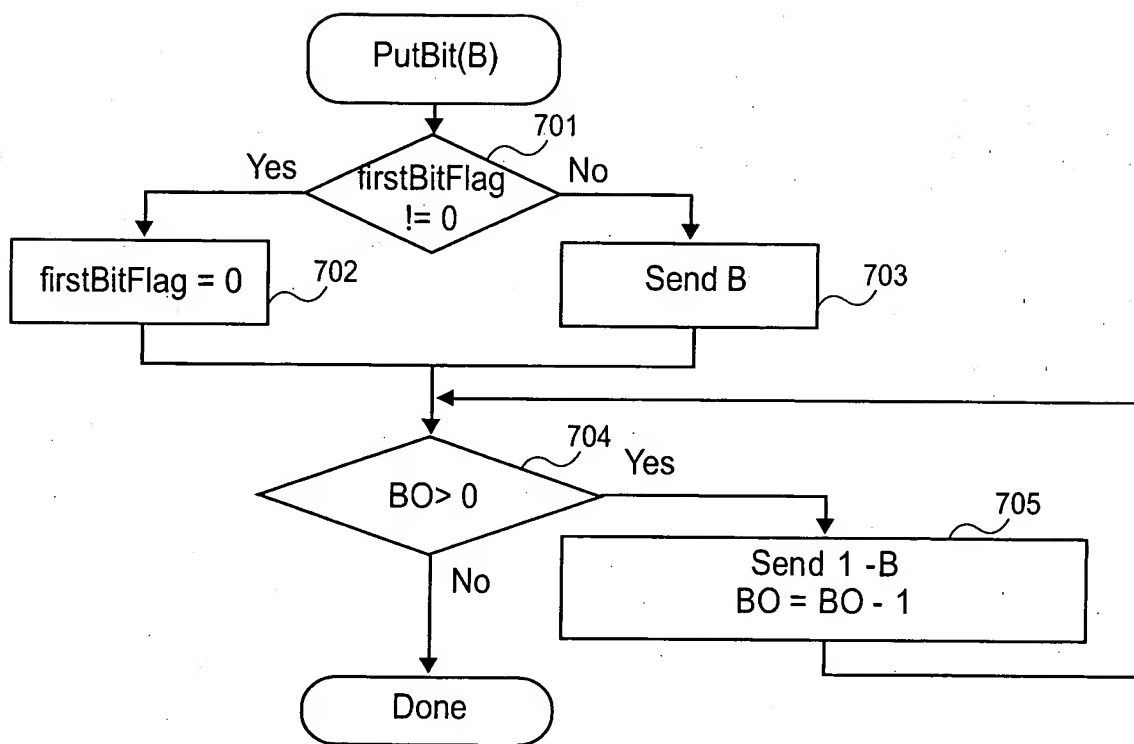 PutBit(B)
701
Yes
firstBitFlag
!= 0
No
firstBitFlag = 0
702
Send B
703
704
BO> 0
Yes
705
Send 1 -B
BO = BO - 1
No
Done